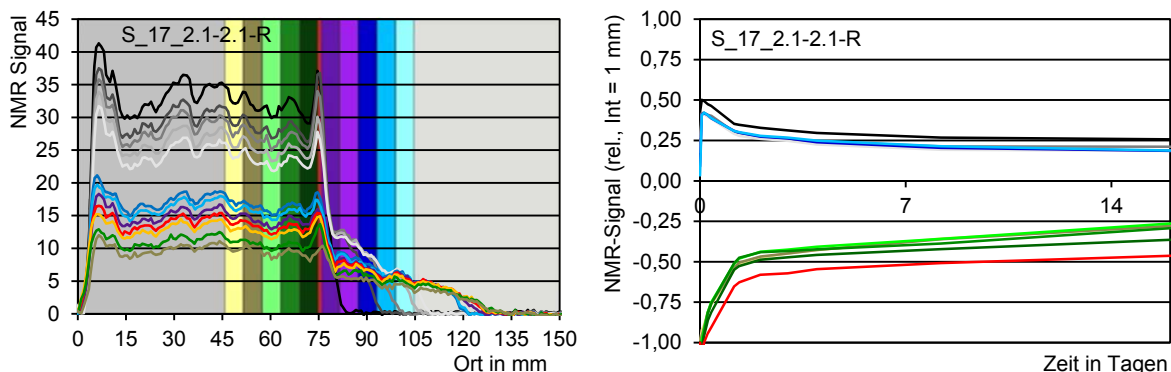 S_17_2.1-2.1-R
NMR Signal
45
40
35
30
25
20
15
10
5
0
0 15 30 45 60 75 90 105 120 135 150
Ort in mm
S_17_2.1-2.1-R
NMR-Signal (rel., Int = 1 mm)
1,00
0,75
0,50
0,25
0,00
-0,25
-0,50
-0,75
-1,00
0 7 14
Zeit in Tagen